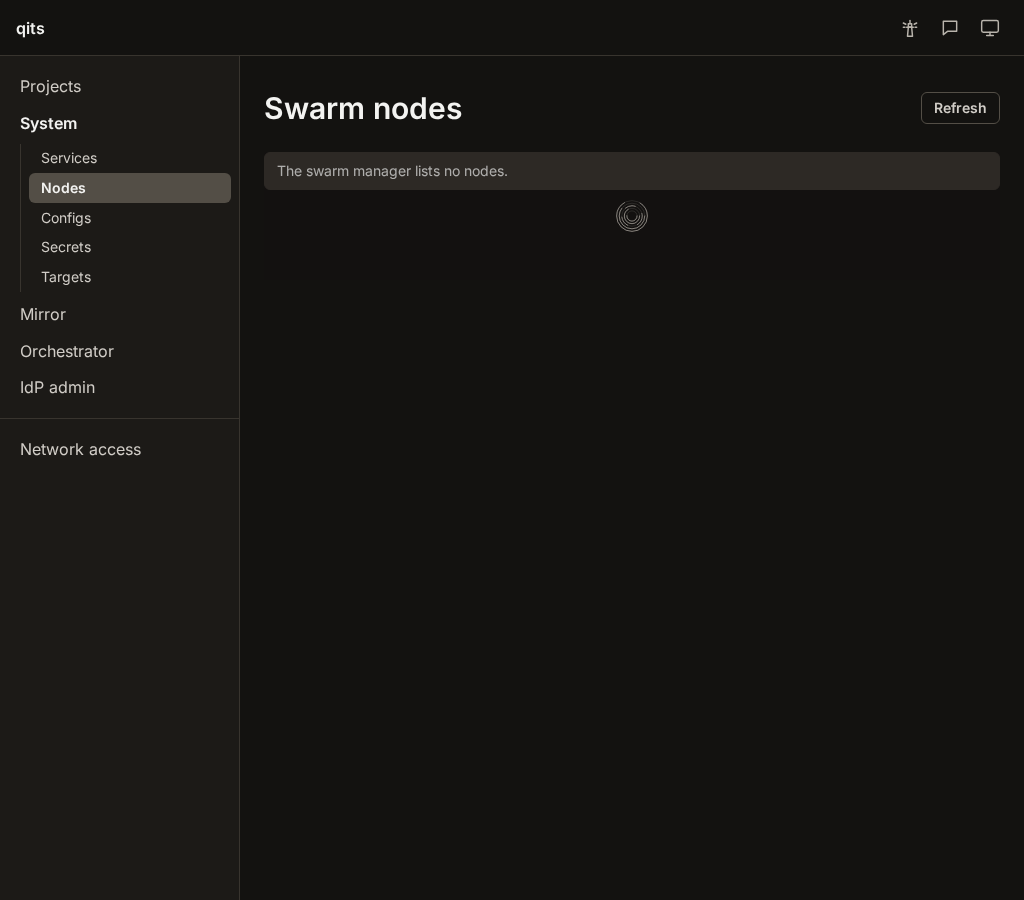 qits
Projects
System
Services
Nodes
Configs
Secrets
Targets
Mirror
Orchestrator
IdP admin
Network access
Swarm nodes
Refresh
The swarm manager lists no nodes.